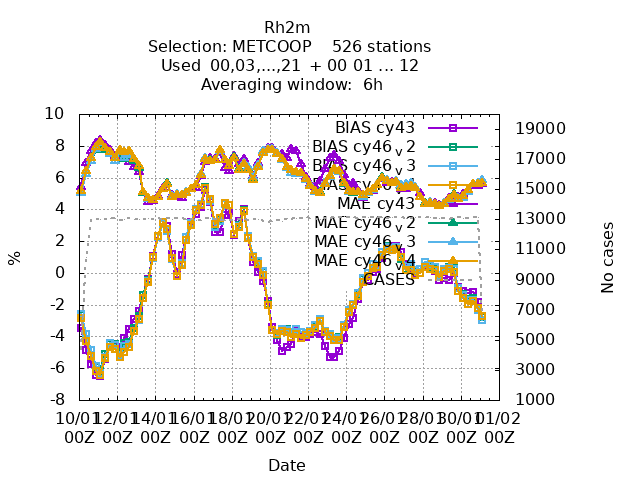 Rh2m
Selection: METCOOP 526 stations
Used 00,03,...,21 + 00 01 ... 12
Averaging window: 6h
10
8
6
4
2
0
-2
-4
-6
-8
%
19000
17000
15000
13000
11000
9000
7000
5000
3000
1000
No cases
BIAS cy43
BIAS cy46_v2
BIAS cy46_v3
BIAS cy46_v4
MAE cy43
MAE cy46_v2
MAE cy46_v3
MAE cy46_v4
CASES
10/01 12/01 14/01 16/01 18/01 20/01 22/01 24/01 26/01 28/01 30/01 01/02
00Z 00Z 00Z 00Z 00Z 00Z 00Z 00Z 00Z 00Z 00Z 00Z
Date